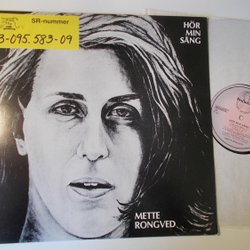 SR-nummer
3-095.583-09
HÖR
MIN
SÅNG
METTE
RONGVED